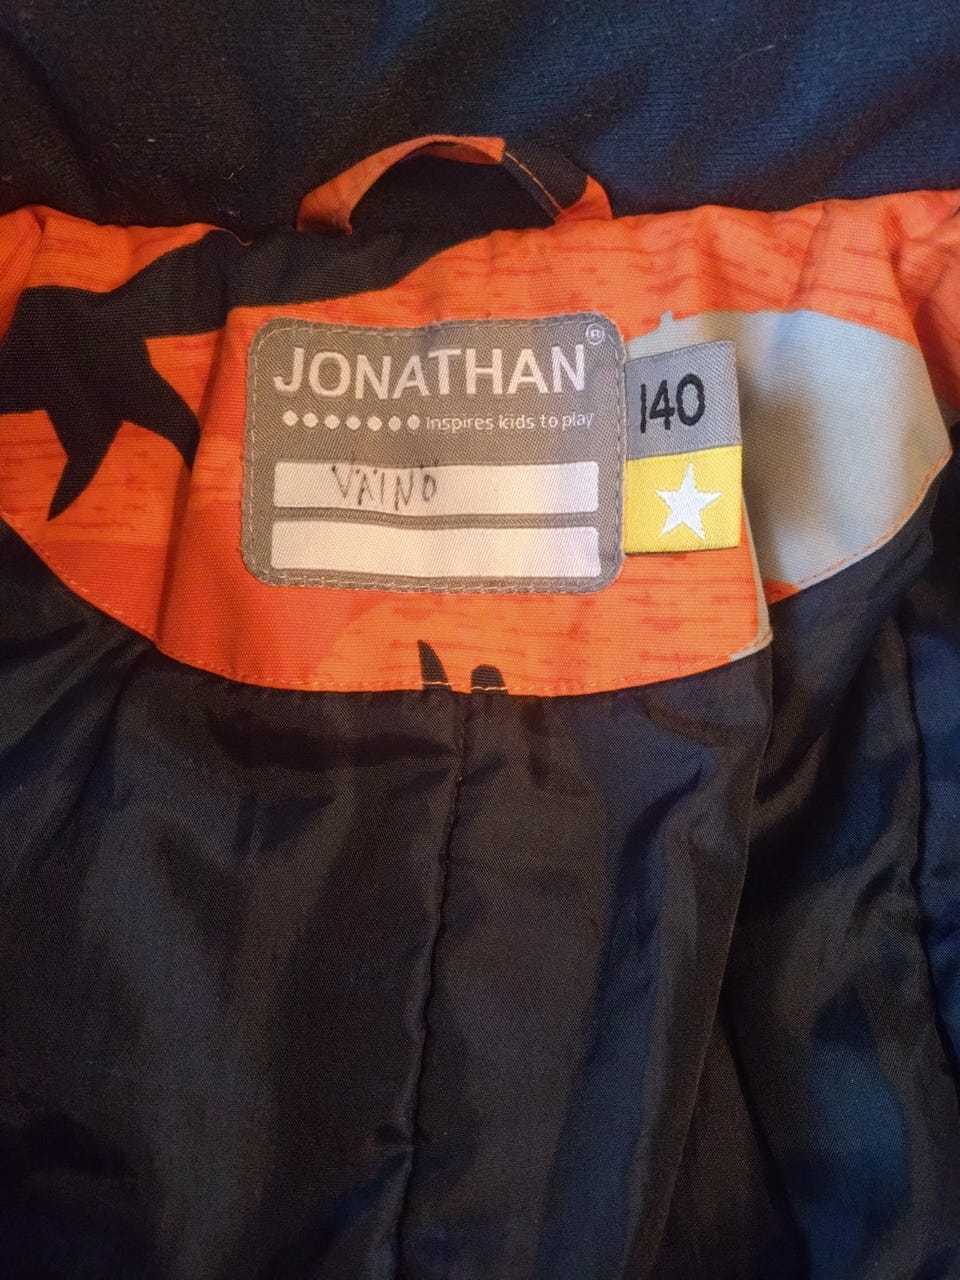 JONATHAN®
Inspires kids to play
VÄINÖ
140